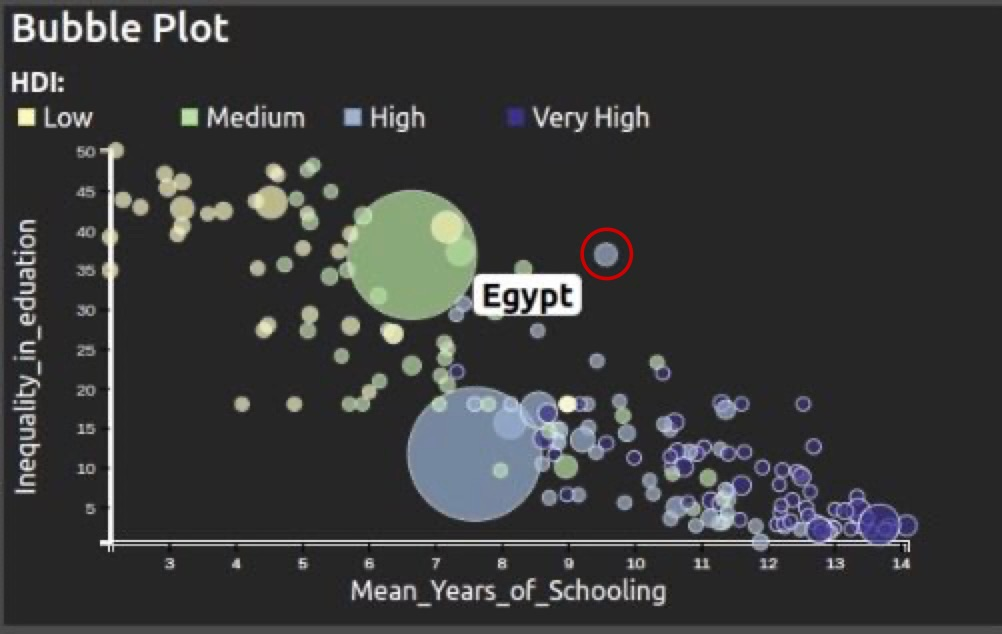 Bubble Plot
HDI:
Low Medium High Very High
50
45
40
35
30
25
20
15
10
5
Inequality_in_eduation
Egypt
3 4 5 6 7 8 9 10 11 12 13 14
Mean_Years_of_Schooling